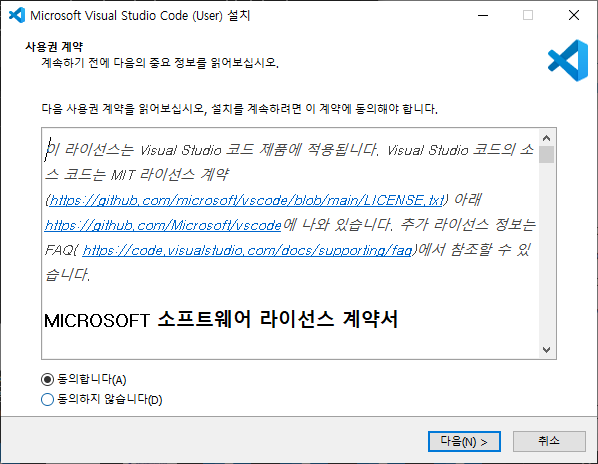 Microsoft Visual Studio Code (User) 설치
사용권 계약
계속하기 전에 다음의 중요 정보를 읽어보십시오.
다음 사용권 계약을 읽어보십시오, 설치를 계속하려면 이 계약에 동의해야 합니다.
이 라이선스는 Visual Studio 코드 제품에 적용됩니다. Visual Studio 코드의 소
스 코드는 MIT 라이선스 계약
(https://github.com/microsoft/vscode/blob/main/LICENSE.txt) 아래
https://github.com/Microsoft/vscode에 나와 있습니다. 추가 라이선스 정보는
FAQ( https://code.visualstudio.com/docs/supporting/faq)에서 참조할 수 있
습니다.
MICROSOFT 소프트웨어 라이선스 계약서
동의합니다(A)
동의하지 않습니다(D)
다음(N) >
취소